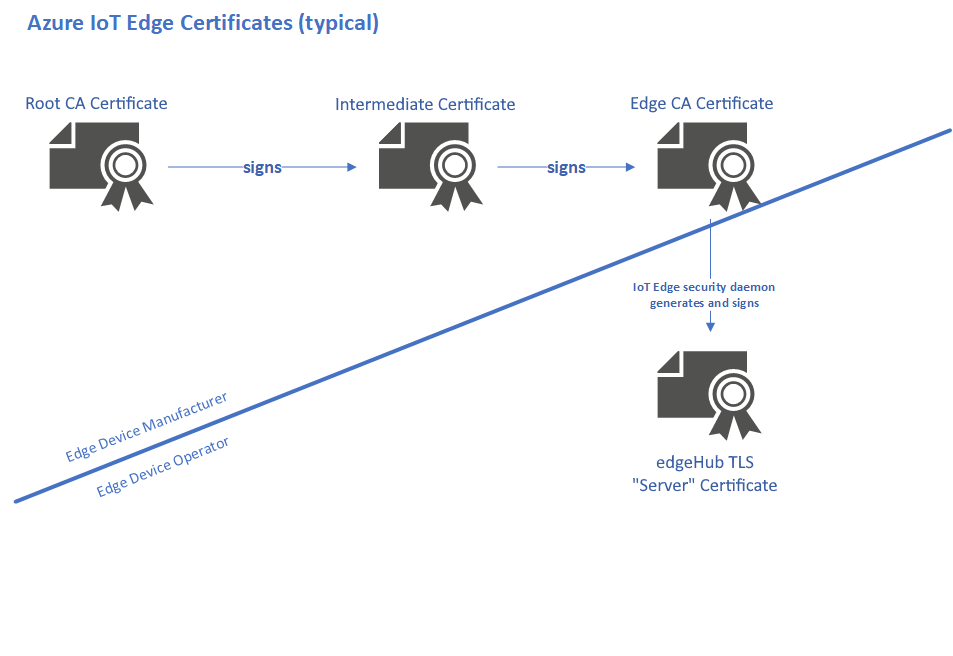 Azure IoT Edge Certificates (typical)
Root CA Certificate
Intermediate Certificate
Edge CA Certificate
signs
signs
IoT Edge security daemon
generates and signs
Edge Device Manufacturer
Edge Device Operator
edgeHub TLS
"Server" Certificate